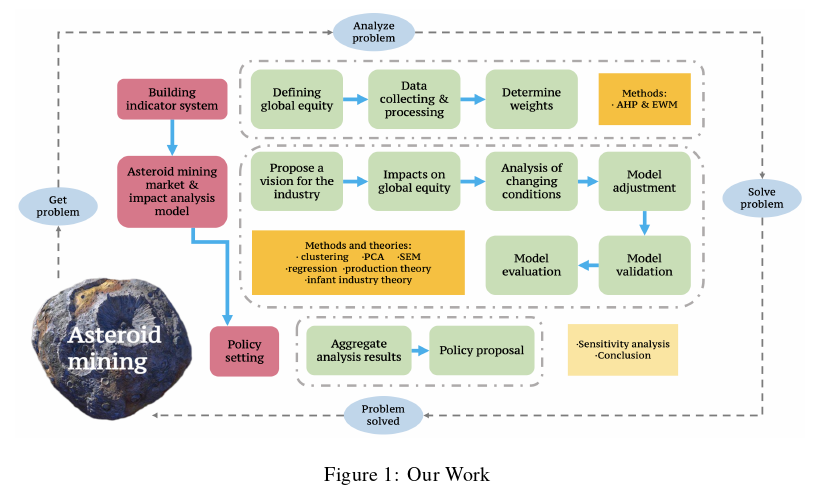 Analyze
problem
Building
indicator system
Defining
global equity
Data
collecting &
processing
Determine
weights
Methods:
· AHP & EWM
Get
problem
Asteroid mining
market &
impact analysis
model
Propose a
vision for the
industry
Impacts on
global equity
Analysis of
changing
conditions
Model
adjustment
Solve
problem
Methods and theories:
· clustering ·PCA ·SEM
·regression ·production theory
·infant industry theory
Model
evaluation
Model
validation
Asteroid
mining
Policy
setting
Aggregate
analysis results
Policy proposal
·Sensitivity analysis
·Conclusion
Problem
solved
Figure 1: Our Work